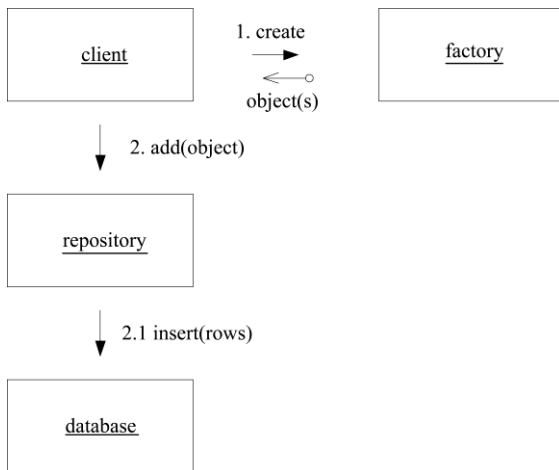 1. create
client
factory
object(s)
2. add(object)
repository
2.1 insert(rows)
database